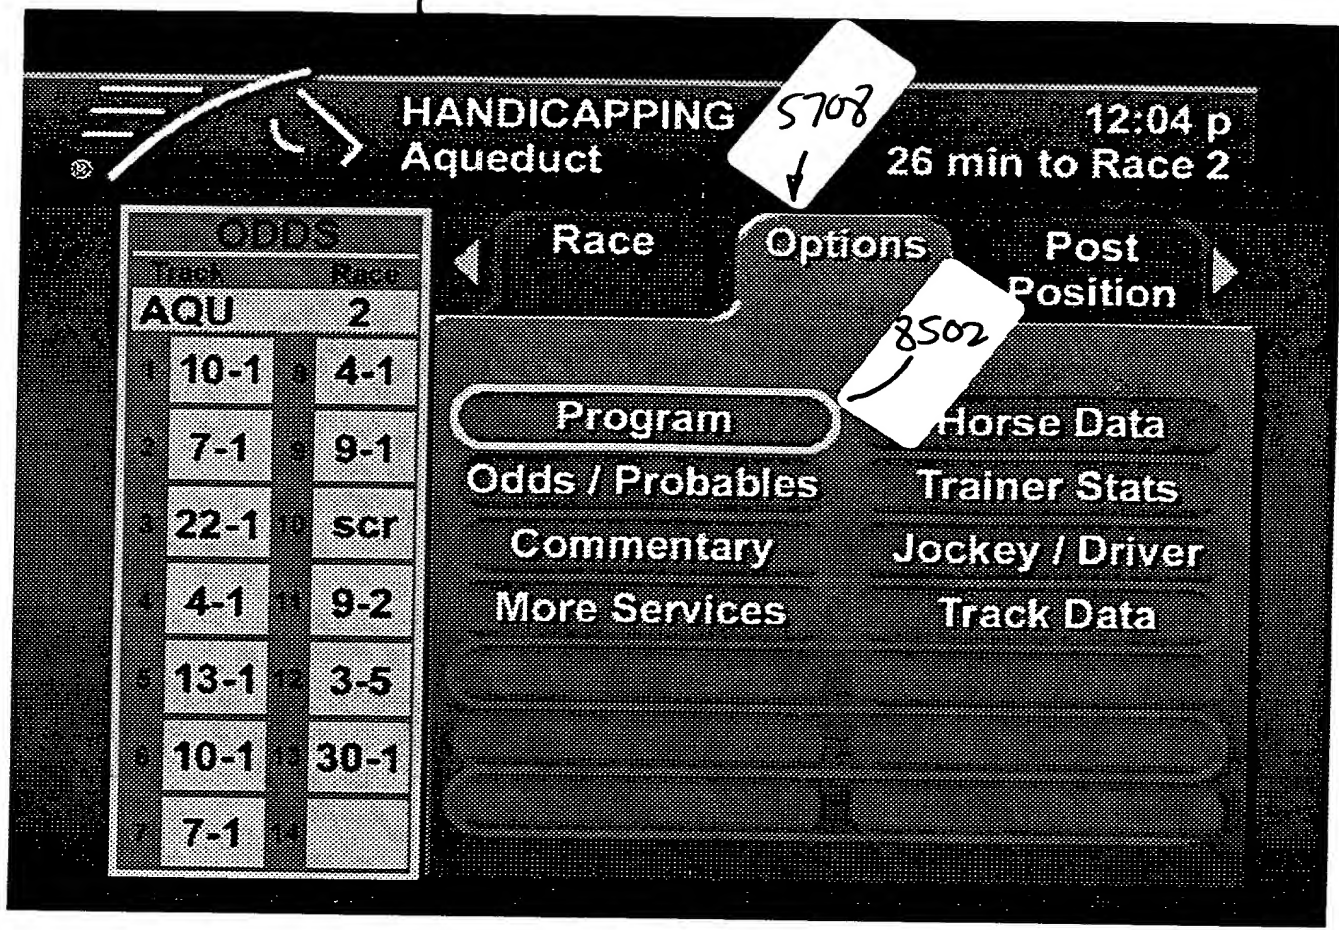 HANDICAPPING
Aqueduct
5708
12:04 p
26 min to Race 2
®
ODDS
Track Race
AQU 2
1 10-1 8 4-1
2 7-1 9 9-1
3 22-1 10 scr
4 4-1 11 9-2
5 13-1 12 3-5
6 10-1 13 30-1
7 7-1 14
Race
Options
Post
Position
8502
Program
Horse Data
Odds / Probables
Trainer Stats
Commentary
Jockey / Driver
More Services
Track Data